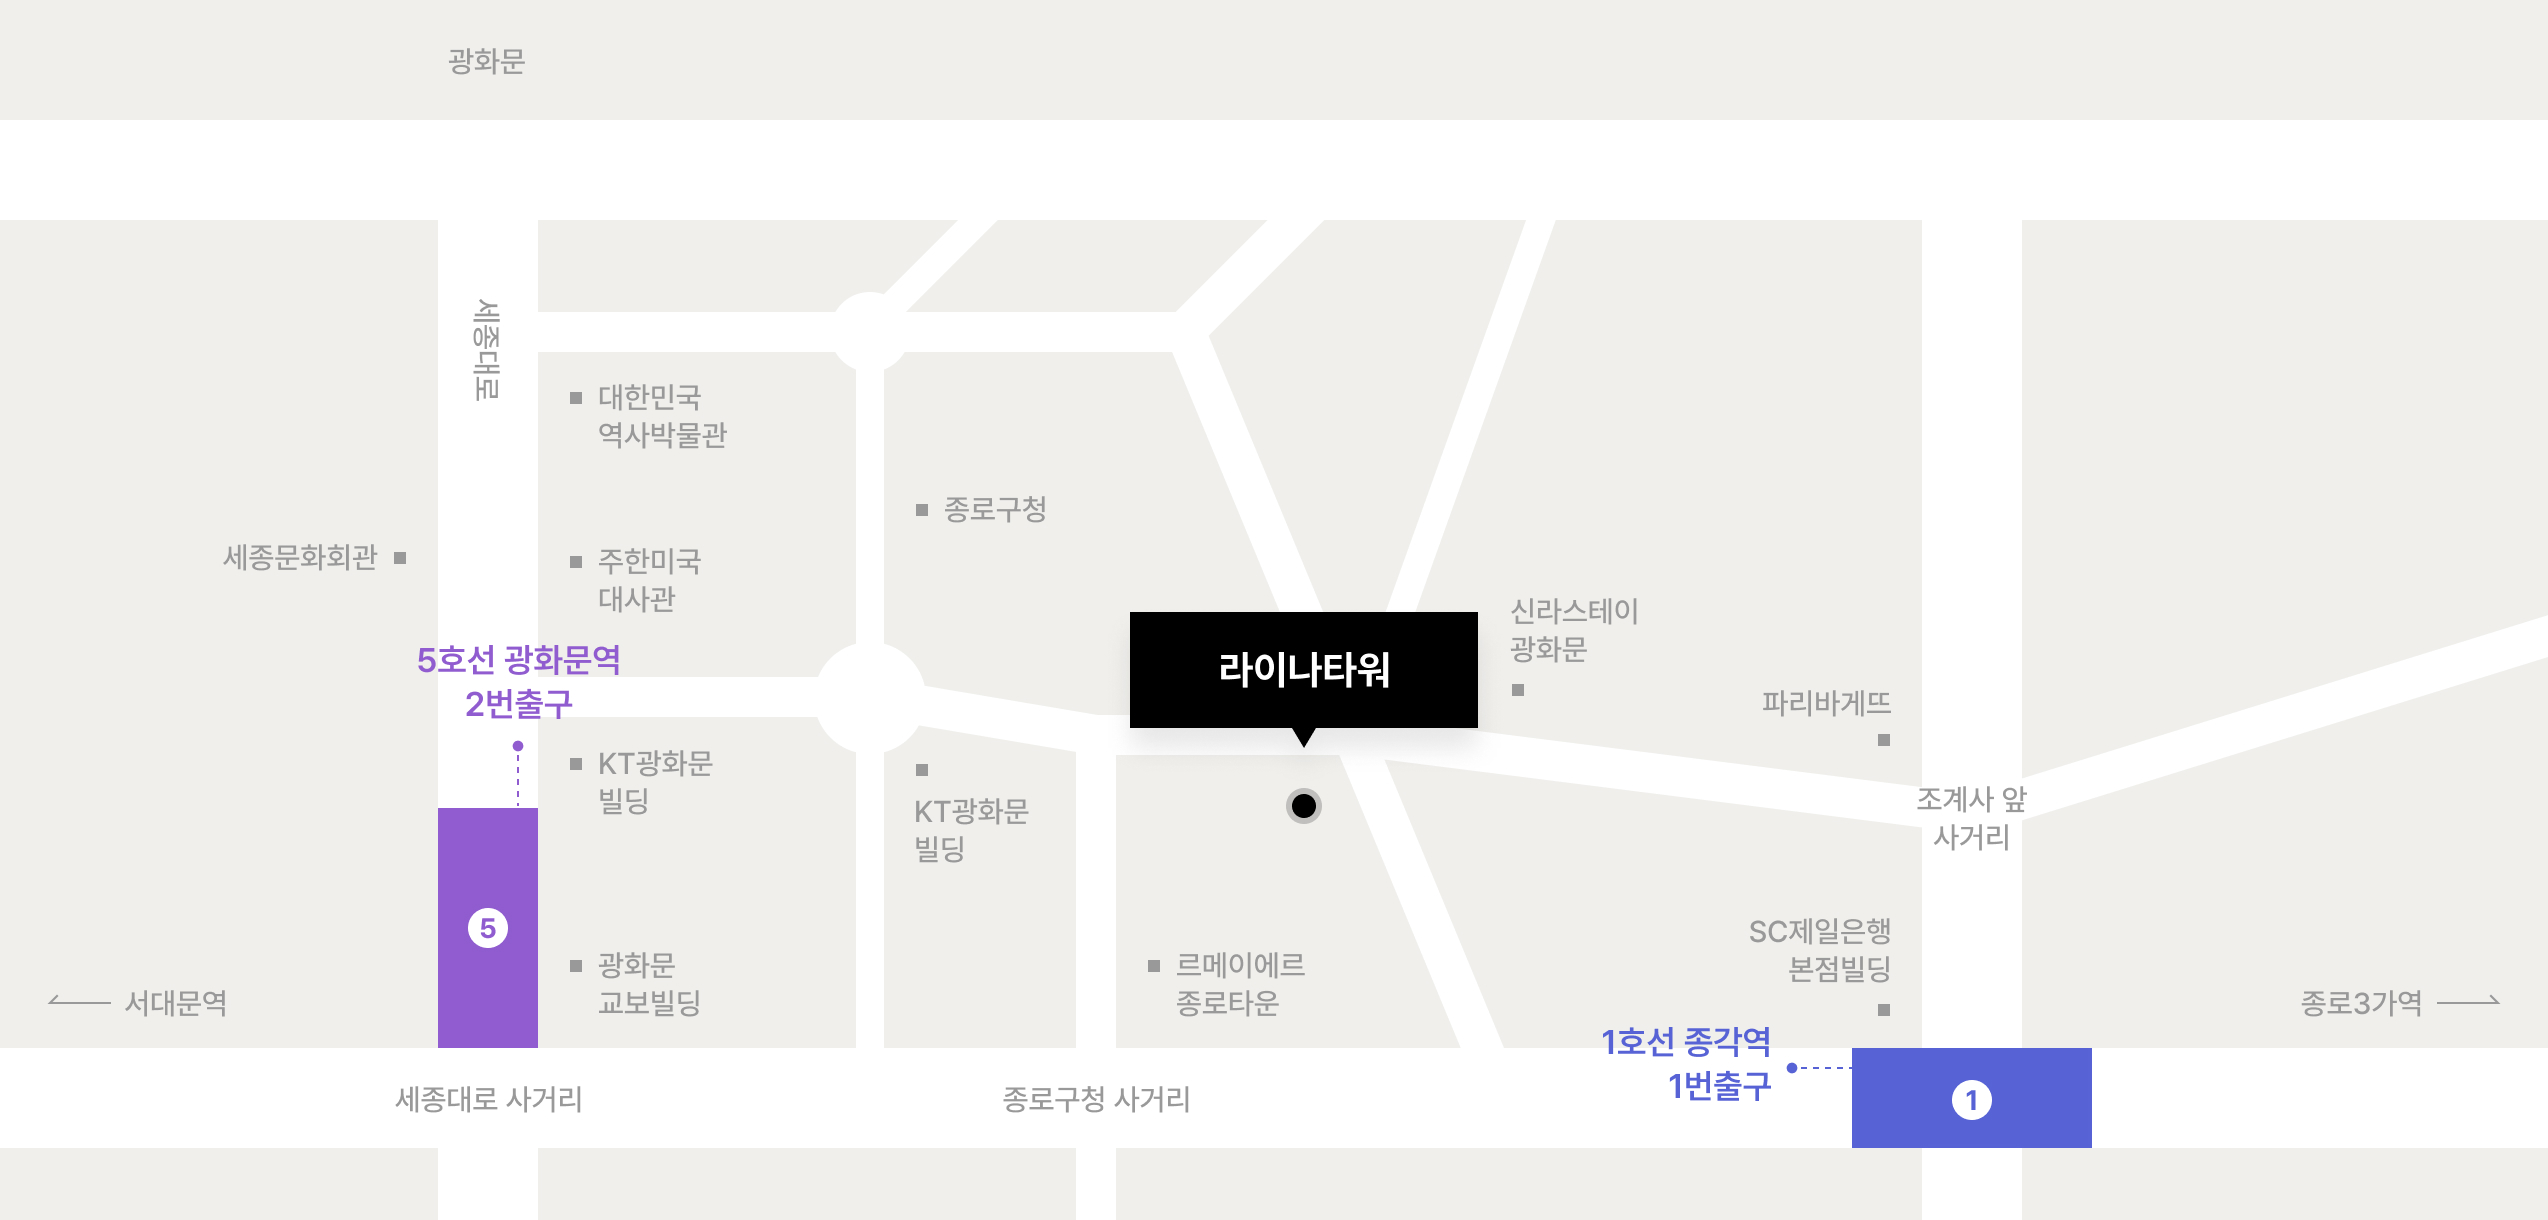 광화문
세종대로
대한민국
역사박물관
종로구청
세종문화회관
주한미국
대사관
신라스테이
광화문
5호선 광화문역
2번출구
라이나타워
파리바게뜨
KT광화문
빌딩
KT광화문
빌딩
조계사 앞
사거리
5
SC제일은행
본점빌딩
광화문
교보빌딩
르메이에르
종로타운
서대문역
종로3가역
1호선 종각역
1번출구
세종대로 사거리
종로구청 사거리
1